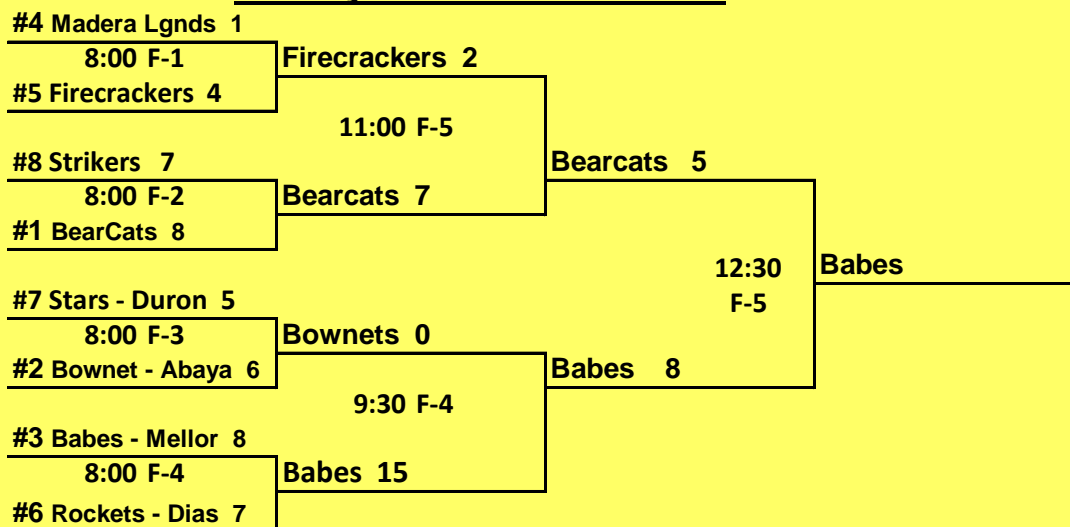 #4 Madera Lgnds 1
8:00 F-1
Firecrackers 2
#5 Firecrackers 4
11:00 F-5
#8 Strikers 7
Bearcats 5
8:00 F-2
Bearcats 7
#1 BearCats 8
12:30
F-5
Babes
#7 Stars - Duron 5
8:00 F-3
Bownets 0
#2 Bownet - Abaya 6
Babes 8
9:30 F-4
#3 Babes - Mellor 8
8:00 F-4
Babes 15
#6 Rockets - Dias 7